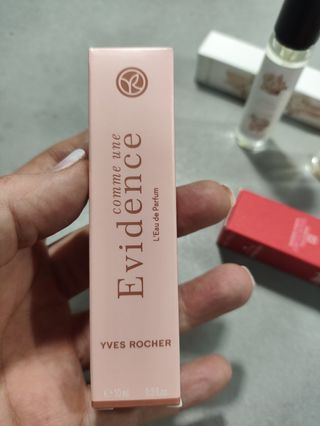 comme une
Evidence
L'Eau de Parfum
YVES ROCHER